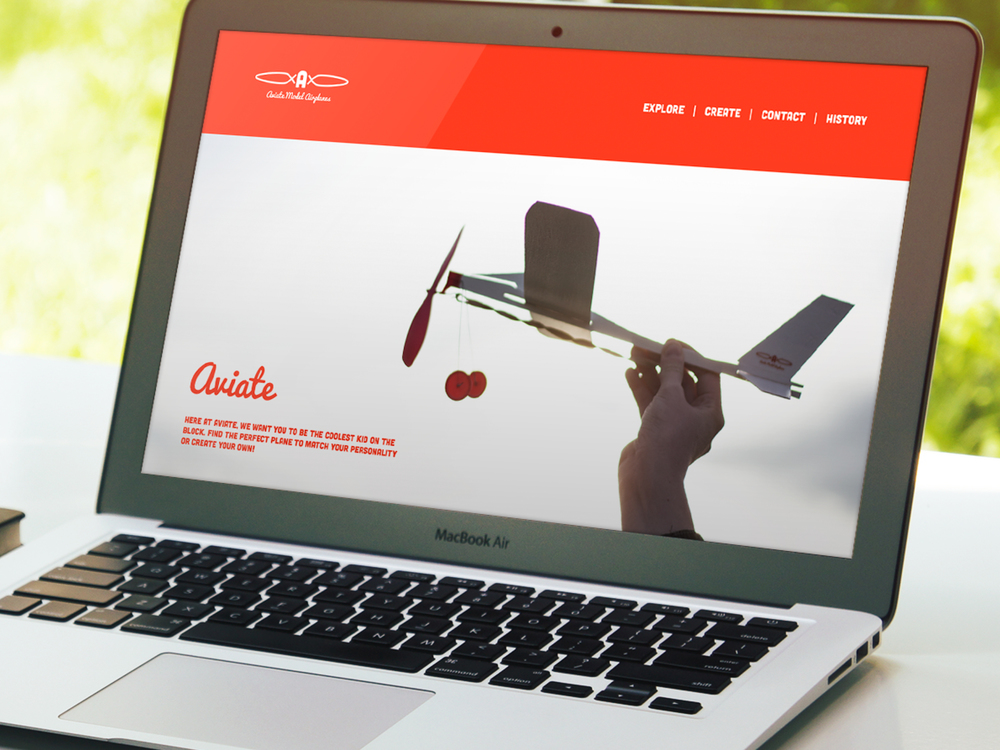 A
Aviate Model Airplanes
EXPLORE | CREATE | CONTACT | HISTORY
Aviate
HERE AT AVIATE, WE WANT YOU TO BE THE COOLEST KID ON THE
BLOCK. FIND THE PERFECT PLANE TO MATCH YOUR PERSONALITY
OR CREATE YOUR OWN!
MacBook Air
delete
return
shift
command
option